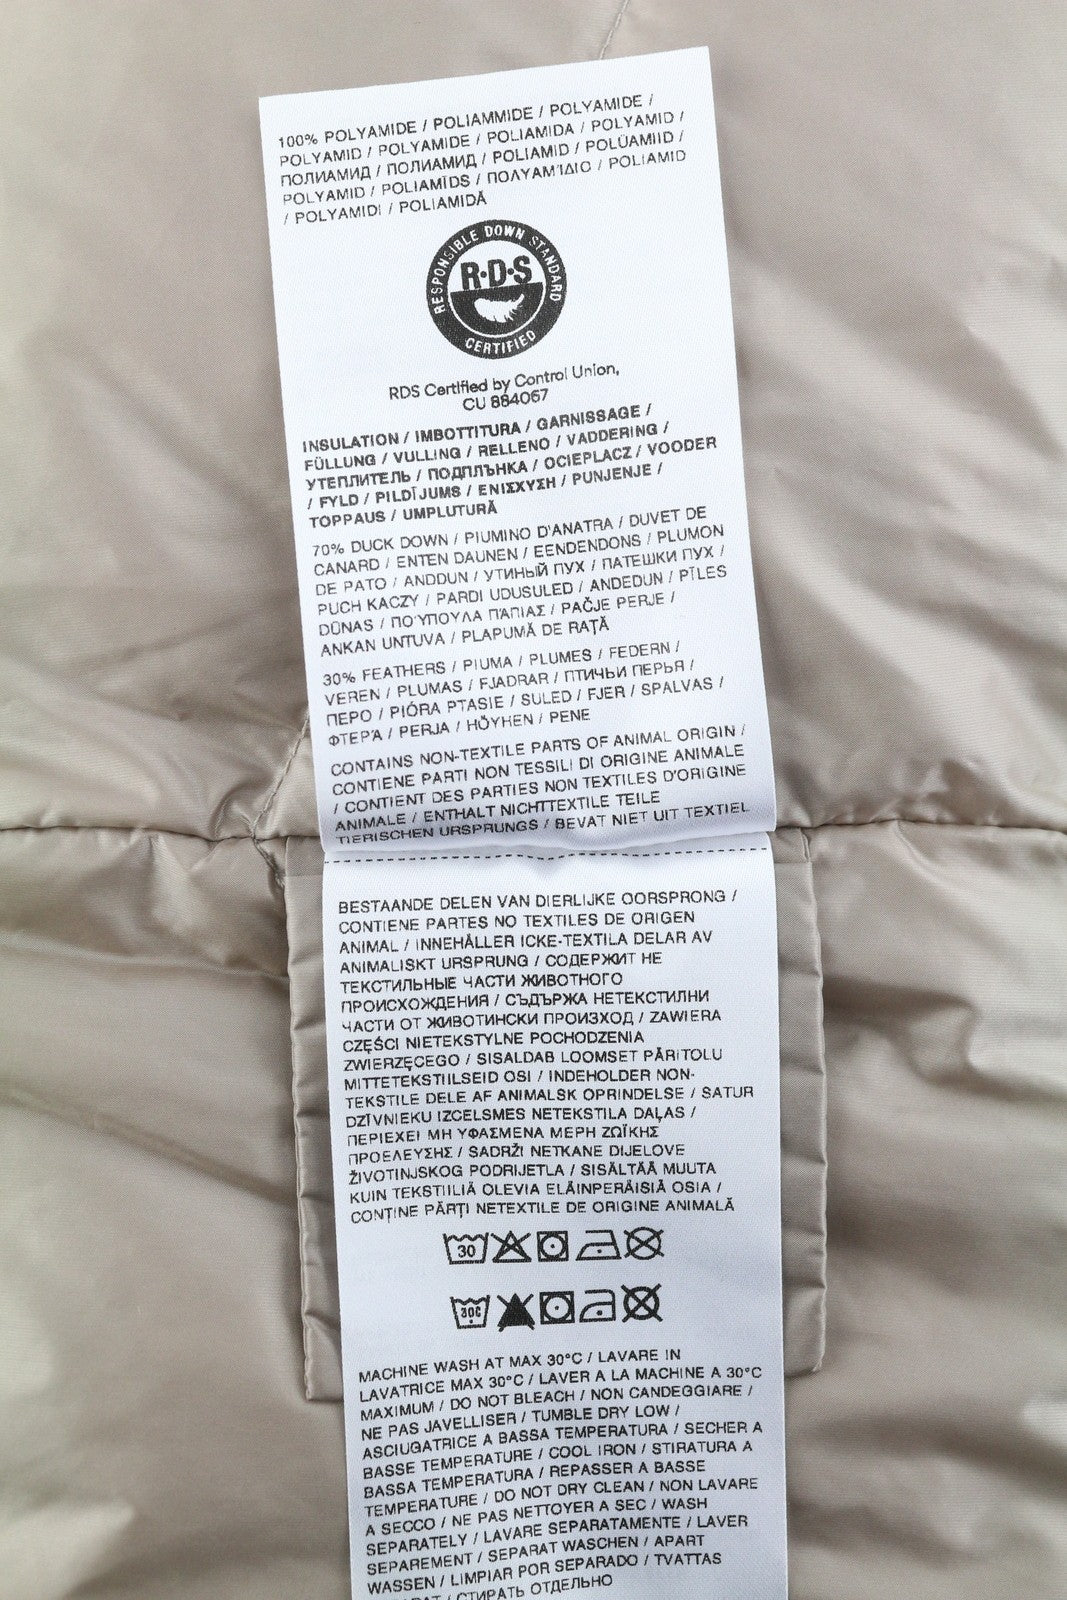 100% POLYAMIDE / POLIAMMIDE / POLYAMIDE /
POLYAMID / POLYAMIDE / POLIAMIDA / POLYAMID /
ПОЛИАМИД / ПОЛИАМИД / POLIAMID / POLÜAMIID /
POLYAMID / POLIAMĪDS / ΠΟΛΥΑΜΊΔΙΟ / POLIAMID
/ POLYAMIDI / POLIAMIDĂ
RESPONSIBLE DOWN STANDARD
R·D·S
CERTIFIED
RDS Certified by Control Union,
CU 884067
INSULATION / IMBOTTITURA / GARNISSAGE /
FÜLLUNG / VULLING / RELLENO / VADDERING /
УТЕПЛИТЕЛЬ / ПОДПЛЪНКА / OCIEPLACZ / VOODER
/ FYLD / PILDĪJUMS / ΕΝΙΣΧΥΣΗ / PUNJENJE /
TOPPAUS / UMPLUTURĂ
70% DUCK DOWN / PIUMINO D'ANATRA / DUVET DE
CANARD / ENTEN DAUNEN / EENDENDONS / PLUMON
DE PATO / ANDDUN / УТИНЫЙ ПУХ / ПАТЕШКИ ПУХ /
PUCH KACZY / PARDI UDUSULED / ANDEDUN / PĪLES
DŪNAS / ΠΟΎΠΟΥΛΑ ΠΆΠΙΑΣ / PAČJE PERJE /
ANKAN UNTUVA / PLAPUMĂ DE RAȚĂ
30% FEATHERS / PIUMA / PLUMES / FEDERN /
VEREN / PLUMAS / FJADRAR / ПТИЧЬИ ПЕРЬЯ /
ПЕРО / PIÓRA PTASIE / SULED / FJER / SPALVAS /
ΦΤΕΡΆ / PERJA / HÖYHEN / PENE
CONTAINS NON-TEXTILE PARTS OF ANIMAL ORIGIN /
CONTIENE PARTI NON TESSILI DI ORIGINE ANIMALE
/ CONTIENT DES PARTIES NON TEXTILES D'ORIGINE
ANIMALE / ENTHALT NICHTTEXTILE TEILE
TIERISCHEN URSPRUNGS / BEVAT NIET UIT TEXTIEL
BESTAANDE DELEN VAN DIERLIJKE OORSPRONG /
CONTIENE PARTES NO TEXTILES DE ORIGEN
ANIMAL / INNEHÅLLER ICKE-TEXTILA DELAR AV
ANIMALISKT URSPRUNG / СОДЕРЖИТ НЕ
ТЕКСТИЛЬНЫЕ ЧАСТИ ЖИВОТНОГО
ПРОИСХОЖДЕНИЯ / СЪДЪРЖА НЕТЕКСТИЛНИ
ЧАСТИ ОТ ЖИВОТИНСКИ ПРОИЗХОД / ZAWIERA
CZĘŚCI NIETEKSTYLNE POCHODZENIA
ZWIERZĘCEGO / SISALDAB LOOMSET PÄRITOLU
MITTETEKSTIILSEID OSI / INDEHOLDER NON-
TEKSTILE DELE AF ANIMALSK OPRINDELSE / SATUR
DZĪVNIEKU IZCELSMES NETEKSTILA DAĻAS /
ΠΕΡΙΕΧΕΙ ΜΗ ΥΦΑΣΜΕΝΑ ΜΕΡΗ ΖΩΪΚΗΣ
ΠΡΟΕΛΕΥΣΗΣ / SADRŽI NETKANE DIJELOVE
ŽIVOTINJSKOG PODRIJETLA / SISÄLTÄÄ MUUTA
KUIN TEKSTIILIÄ OLEVIA ELÄINPERÄISIÄ OSIA /
CONȚINE PĂRȚI NETEXTILE DE ORIGINE ANIMALĂ
30
30C
MACHINE WASH AT MAX 30°C / LAVARE IN
LAVATRICE MAX 30°C / LAVER A LA MACHINE A 30°C
MAXIMUM / DO NOT BLEACH / NON CANDEGGIARE /
NE PAS JAVELLISER / TUMBLE DRY LOW /
ASCIUGATRICE A BASSA TEMPERATURA / SECHER A
BASSE TEMPERATURE / COOL IRON / STIRATURA A
BASSA TEMPERATURA / REPASSER A BASSE
TEMPERATURE / DO NOT DRY CLEAN / NON LAVARE
A SECCO / NE PAS NETTOYER A SEC / WASH
SEPARATELY / LAVARE SEPARATAMENTE / LAVER
SEPAREMENT / SEPARAT WASCHEN / APART
WASSEN / LIMPIAR POR SEPARADO / TVATTAS
/ СТИРАТЬ ОТДЕЛЬНО